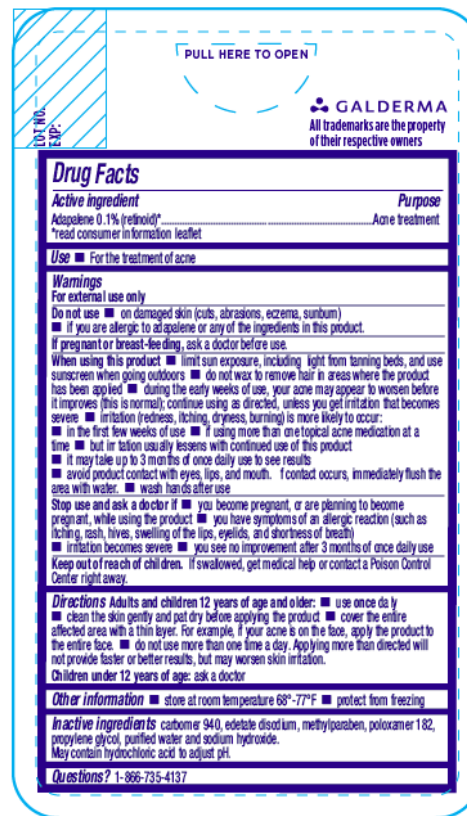 PULL HERE TO OPEN
LOT NO.
EXP:
GALDERMA
All trademarks are the property
of their respective owners
Drug Facts
Active ingredient Purpose
Adapalene 0.1% (retinoid)*..........Acne treatment
*read consumer information leaflet
Use ■ For the treatment of acne
Warnings
For external use only
Do not use ■ on damaged skin (cuts, abrasions, eczema, sunburn)
■ if you are allergic to adapalene or any of the ingredients in this product.
If pregnant or breast-feeding, ask a doctor before use.
When using this product ■ limit sun exposure, including light from tanning beds, and use
sunscreen when going outdoors ■ do not wax to remove hair in areas where the product
has been applied ■ during the early weeks of use, your acne may appear to worsen before
it improves (this is normal); continue using as directed, unless you get irritation that becomes
severe ■ irritation (redness, itching, dryness, burning) is more likely to occur:
■ in the first few weeks of use ■ if using more than one topical acne medication at a
time ■ but irr tation usually lessens with continued use of this product
■ it may take up to 3 months of once daily use to see results
■ avoid product contact with eyes, lips, and mouth. f contact occurs, immediately flush the
area with water. ■ wash hands after use
Stop use and ask a doctor if ■ you become pregnant, or are planning to become
pregnant, while using the product ■ you have symptoms of an allergic reaction (such as
itching, rash, hives, swelling of the lips, eyelids, and shortness of breath)
■ irritation becomes severe ■ you see no improvement after 3 months of once daily use
Keep out of reach of children. If swallowed, get medical help or contact a Poison Control
Center right away.
Directions Adults and children 12 years of age and older: ■ use once daily
■ clean the skin gently and pat dry before applying the product ■ cover the entire
affected area with a thin layer. For example, if your acne is on the face, apply the product to
the entire face. ■ do not use more than one time a day. Applying more than directed will
not provide faster or better results, but may worsen skin irritation.
Children under 12 years of age: ask a doctor
Other information ■ store at room temperature 68°-77°F ■ protect from freezing
Inactive ingredients carbomer 940, edetate disodium, methylparaben, poloxamer 182,
propylene glycol, purified water and sodium hydroxide.
May contain hydrochloric acid to adjust pH.
Questions? 1-866-735-4137